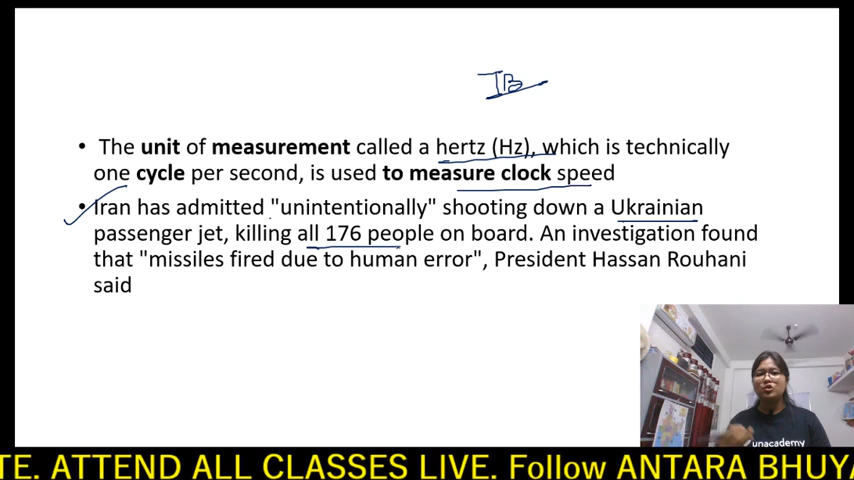 IB
• The unit of measurement called a hertz (Hz), which is technically
one cycle per second, is used to measure clock speed
• Iran has admitted "unintentionally" shooting down a Ukrainian
passenger jet, killing all 176 people on board. An investigation found
that "missiles fired due to human error", President Hassan Rouhani
said
unacademy
TE. ATTEND ALL CLASSES LIVE. Follow ANTARA BHUYA